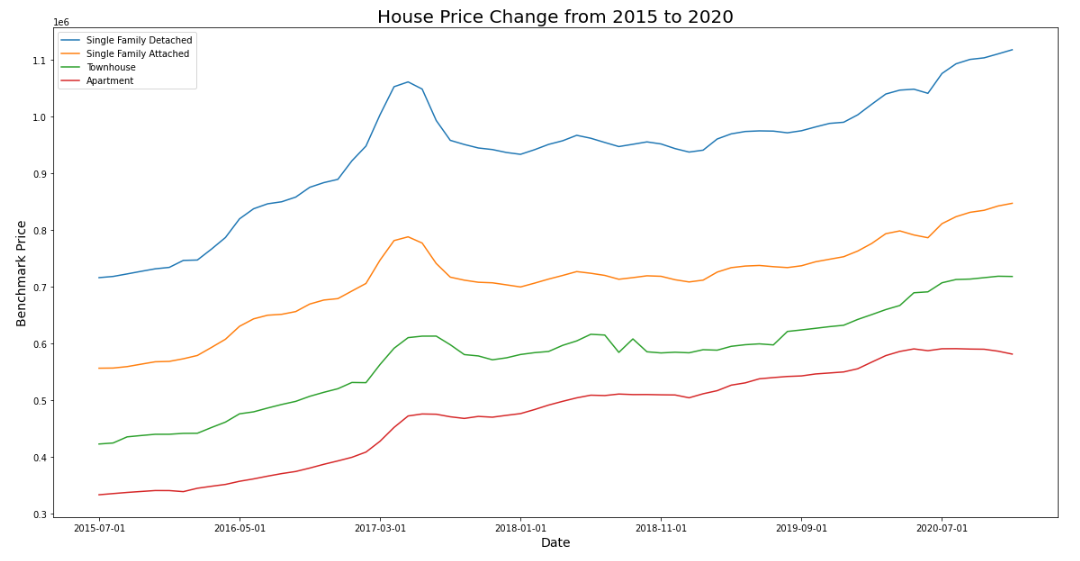 House Price Change from 2015 to 2020
1e6
Single Family Detached
Single Family Attached
Townhouse
Apartment
1.1
1.0
0.9
0.8
0.7
0.6
0.5
0.4
0.3
Benchmark Price
2015-07-01 2016-05-01 2017-03-01 2018-01-01 2018-11-01 2019-09-01 2020-07-01
Date